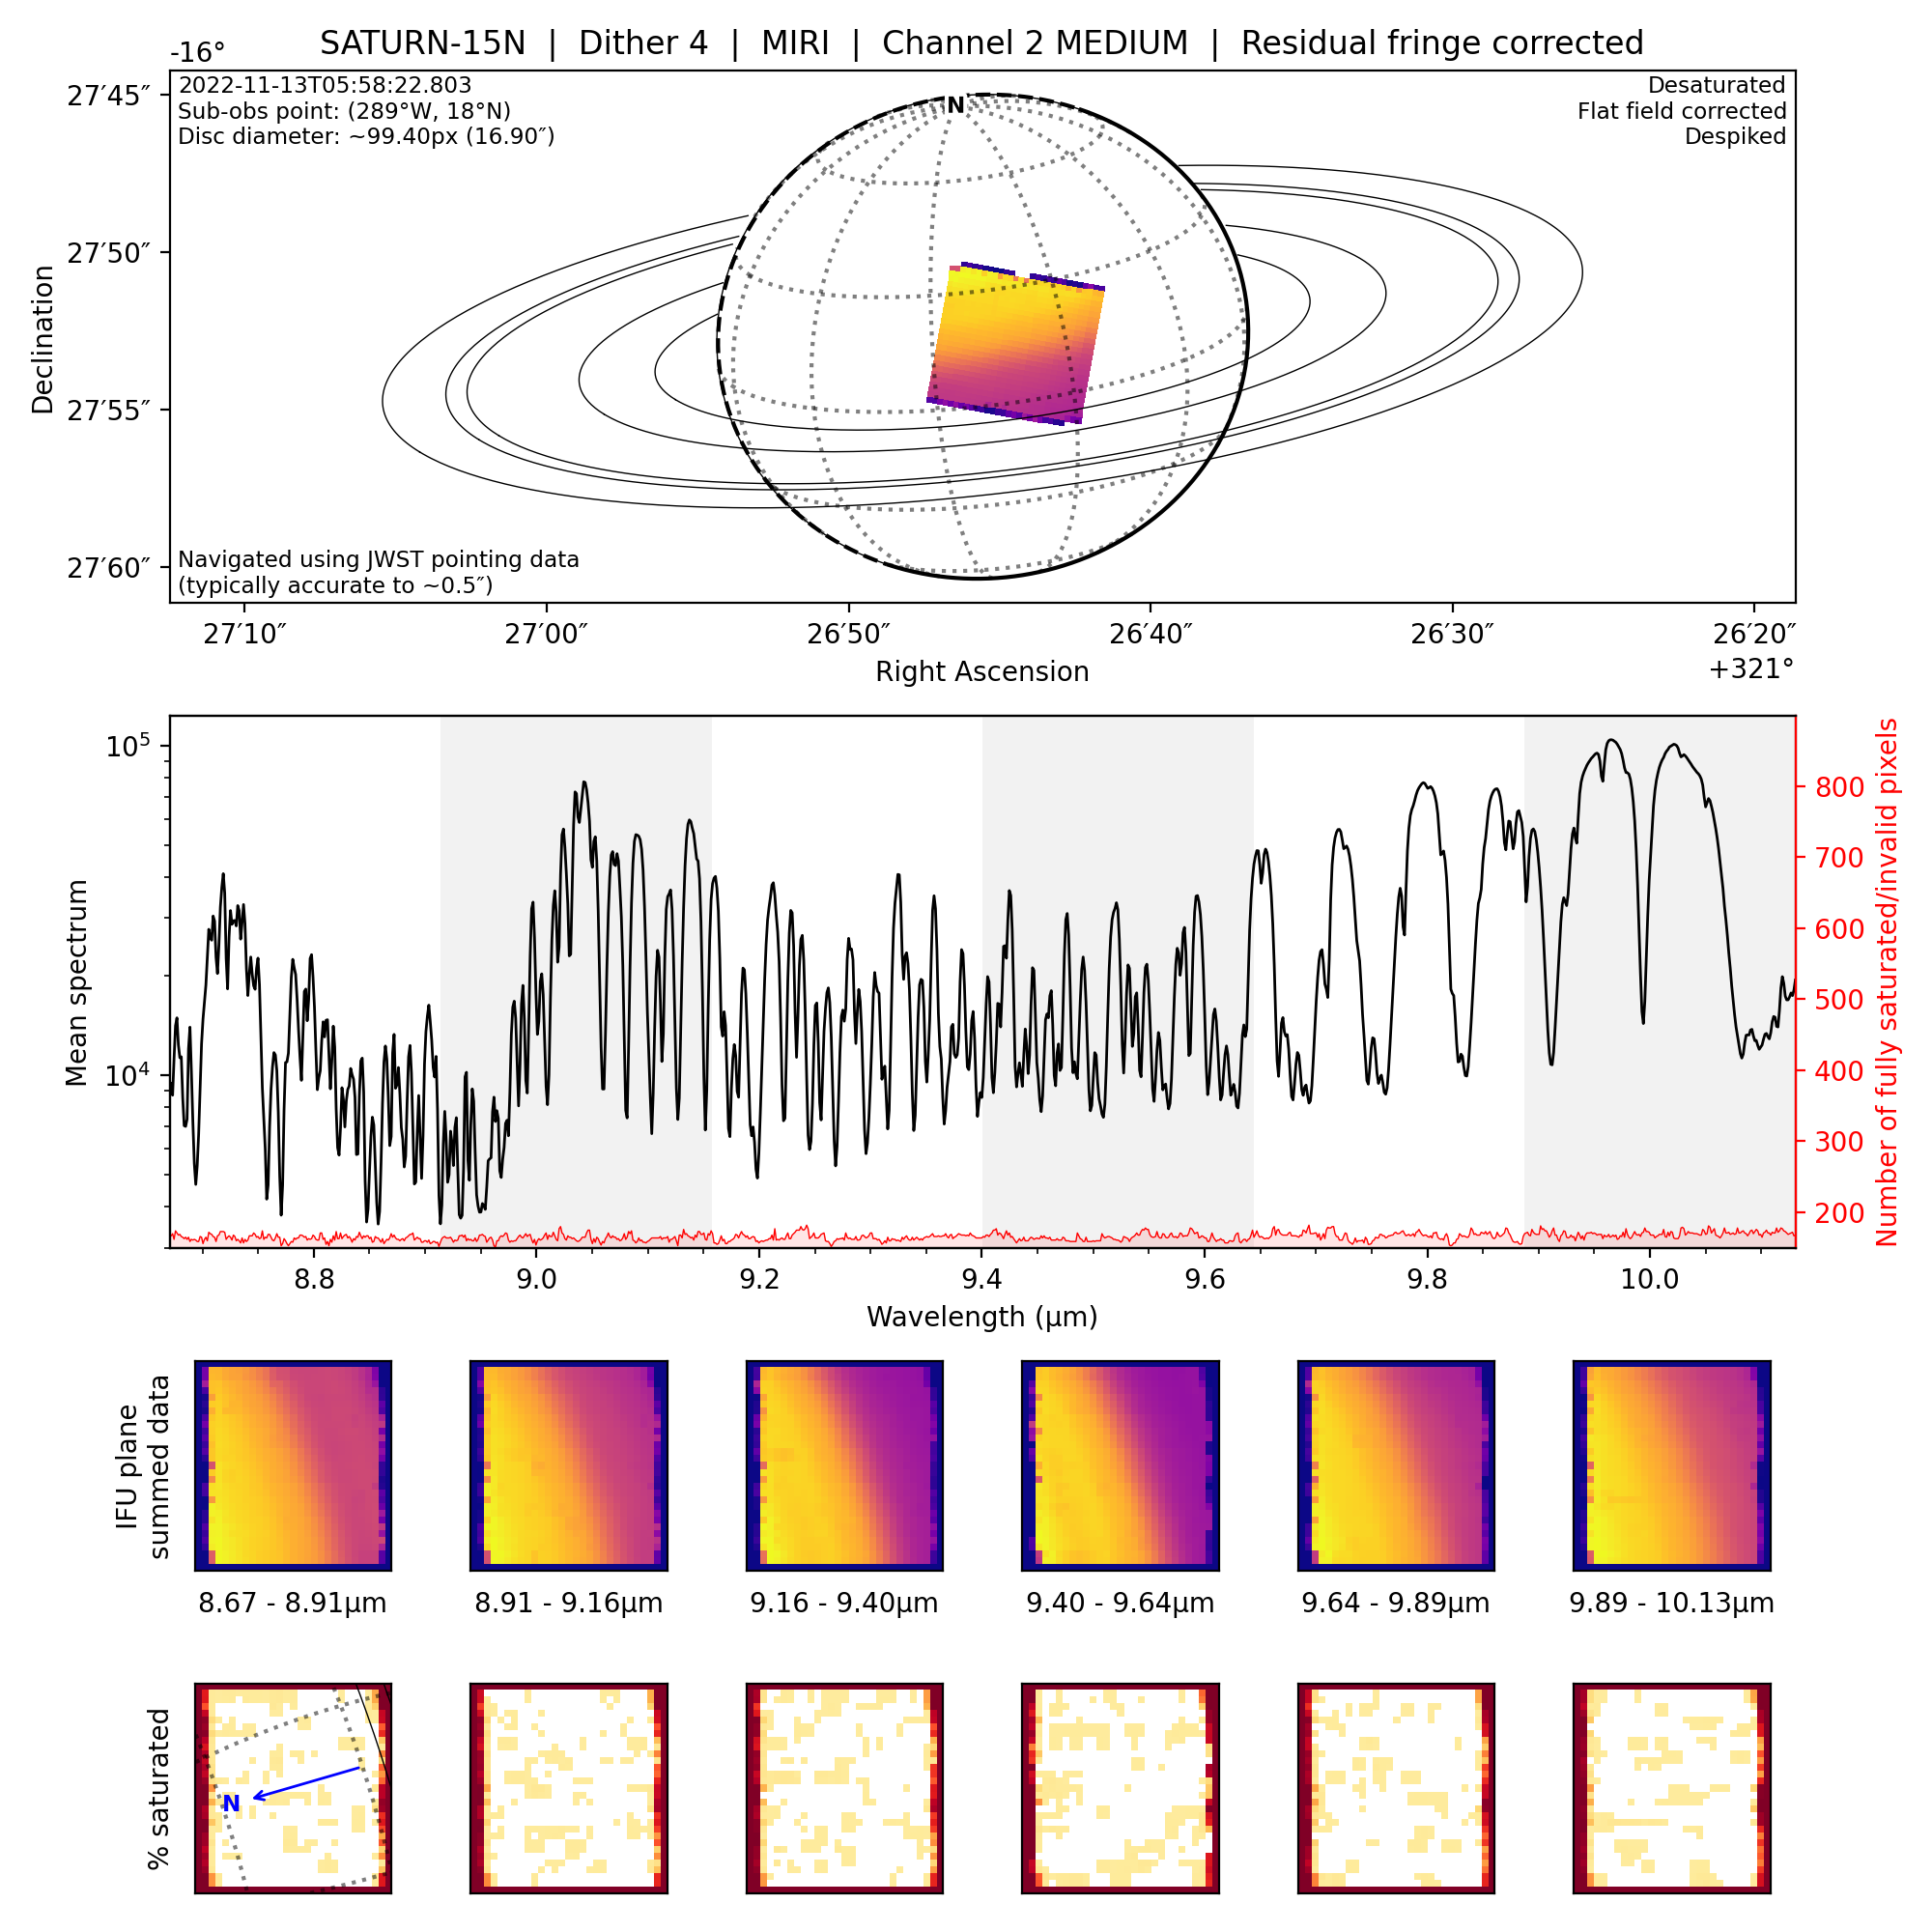 SATURN-15N | Dither 4 | MIRI | Channel 2 MEDIUM | Residual fringe corrected
-16°
2022-11-13T05:58:22.803
Sub-obs point: (289°W, 18°N)
Disc diameter: ~99.40px (16.90″)
Desaturated
Flat field corrected
Despiked
N
27′45″
27′50″
27′55″
27′60″
Declination
Navigated using JWST pointing data
(typically accurate to ~0.5″)
27′10″ 27′00″ 26′50″ 26′40″ 26′30″ 26′20″
Right Ascension
+321°
10⁵
10⁴
Mean spectrum
800
700
600
500
400
300
200
Number of fully saturated/invalid pixels
8.8 9.0 9.2 9.4 9.6 9.8 10.0
Wavelength (µm)
IFU plane
summed data
8.67 - 8.91µm 8.91 - 9.16µm 9.16 - 9.40µm 9.40 - 9.64µm 9.64 - 9.89µm 9.89 - 10.13µm
% saturated
N